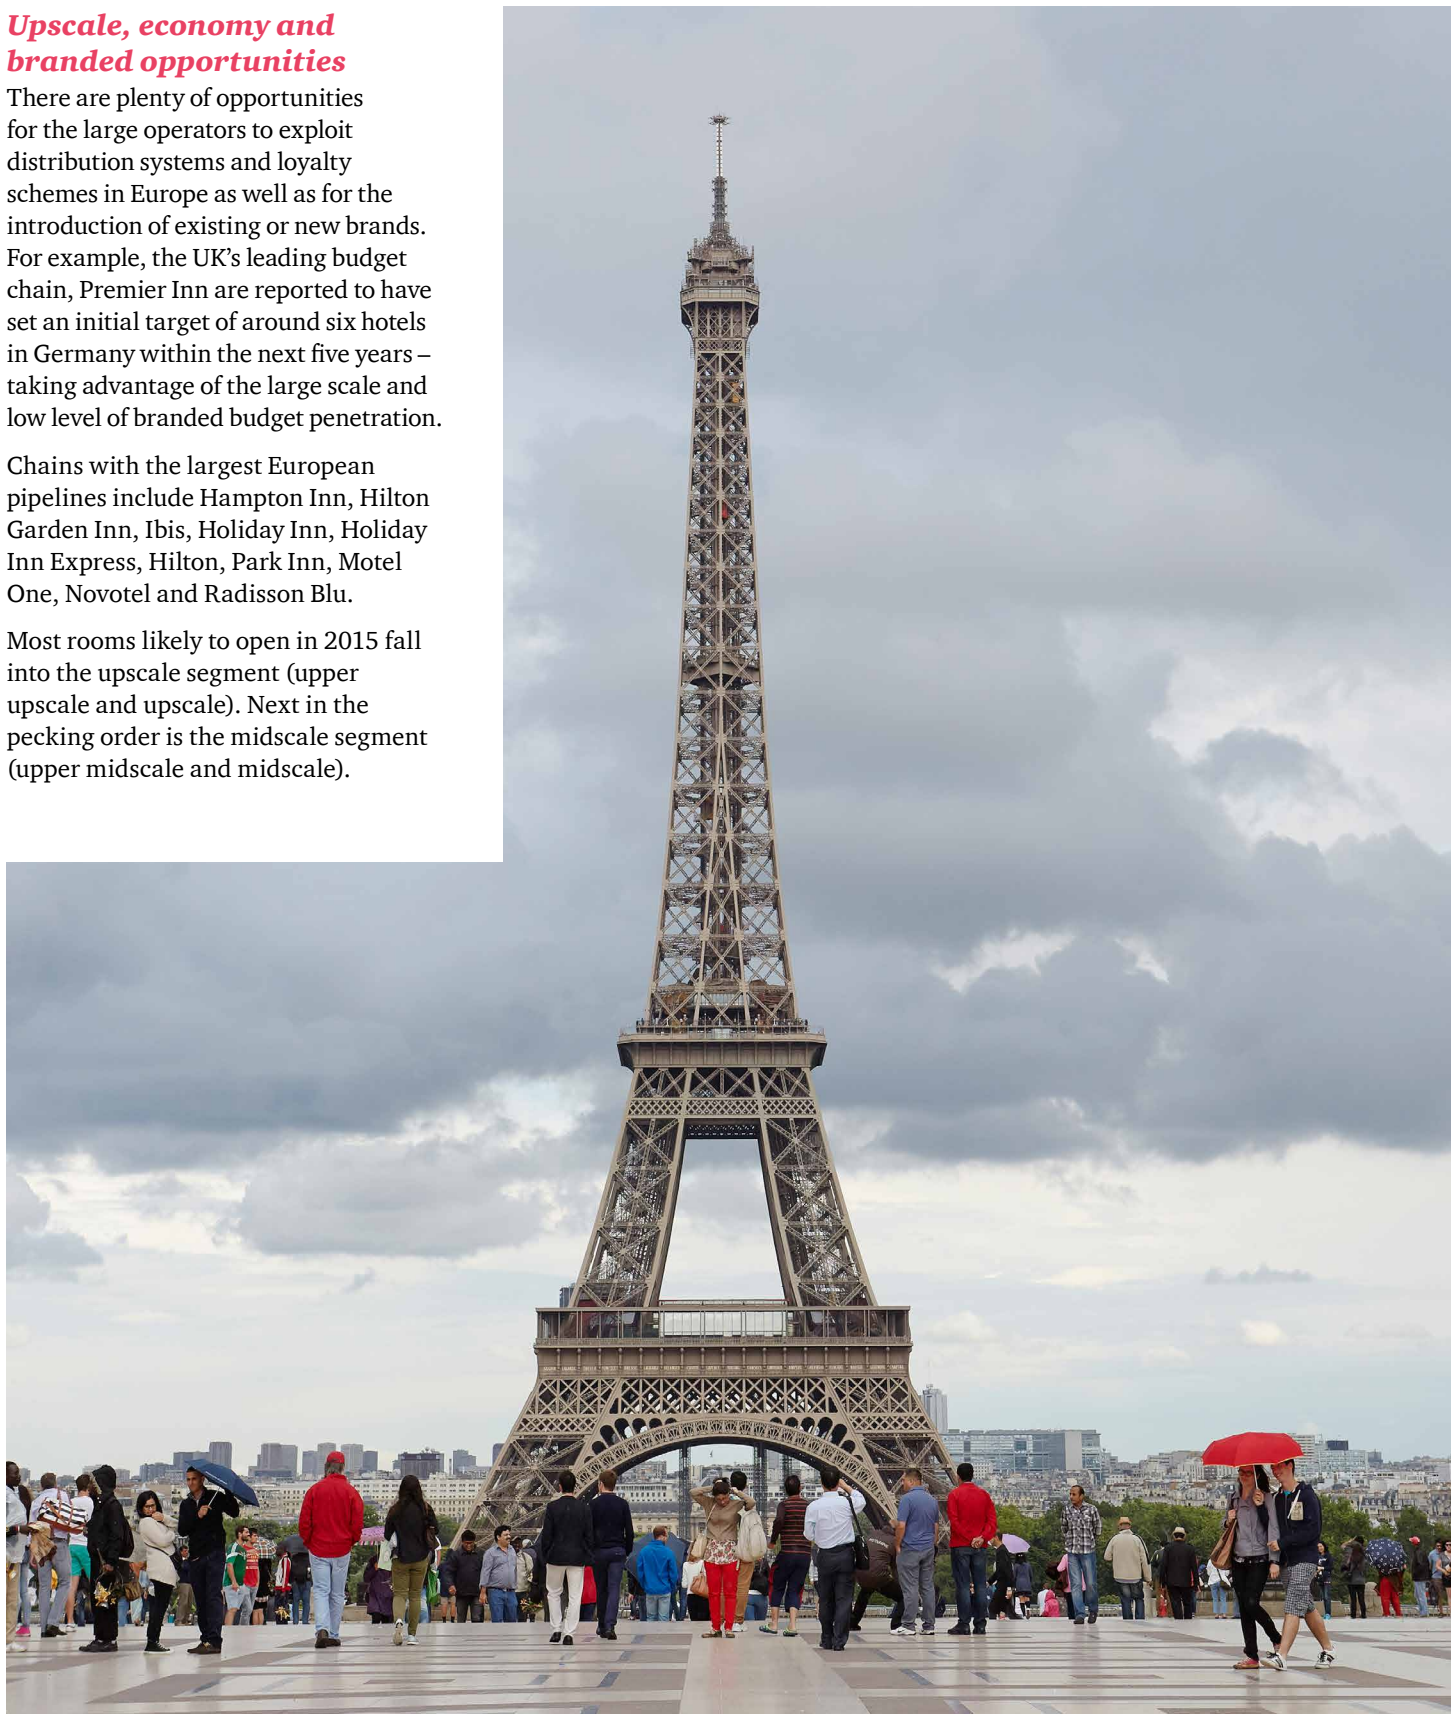 Upscale, economy and
branded opportunities
There are plenty of opportunities
for the large operators to exploit
distribution systems and loyalty
schemes in Europe as well as for the
introduction of existing or new brands.
For example, the UK’s leading budget
chain, Premier Inn are reported to have
set an initial target of around six hotels
in Germany within the next five years –
taking advantage of the large scale and
low level of branded budget penetration.
Chains with the largest European
pipelines include Hampton Inn, Hilton
Garden Inn, Ibis, Holiday Inn, Holiday
Inn Express, Hilton, Park Inn, Motel
One, Novotel and Radisson Blu.
Most rooms likely to open in 2015 fall
into the upscale segment (upper
upscale and upscale). Next in the
pecking order is the midscale segment
(upper midscale and midscale).